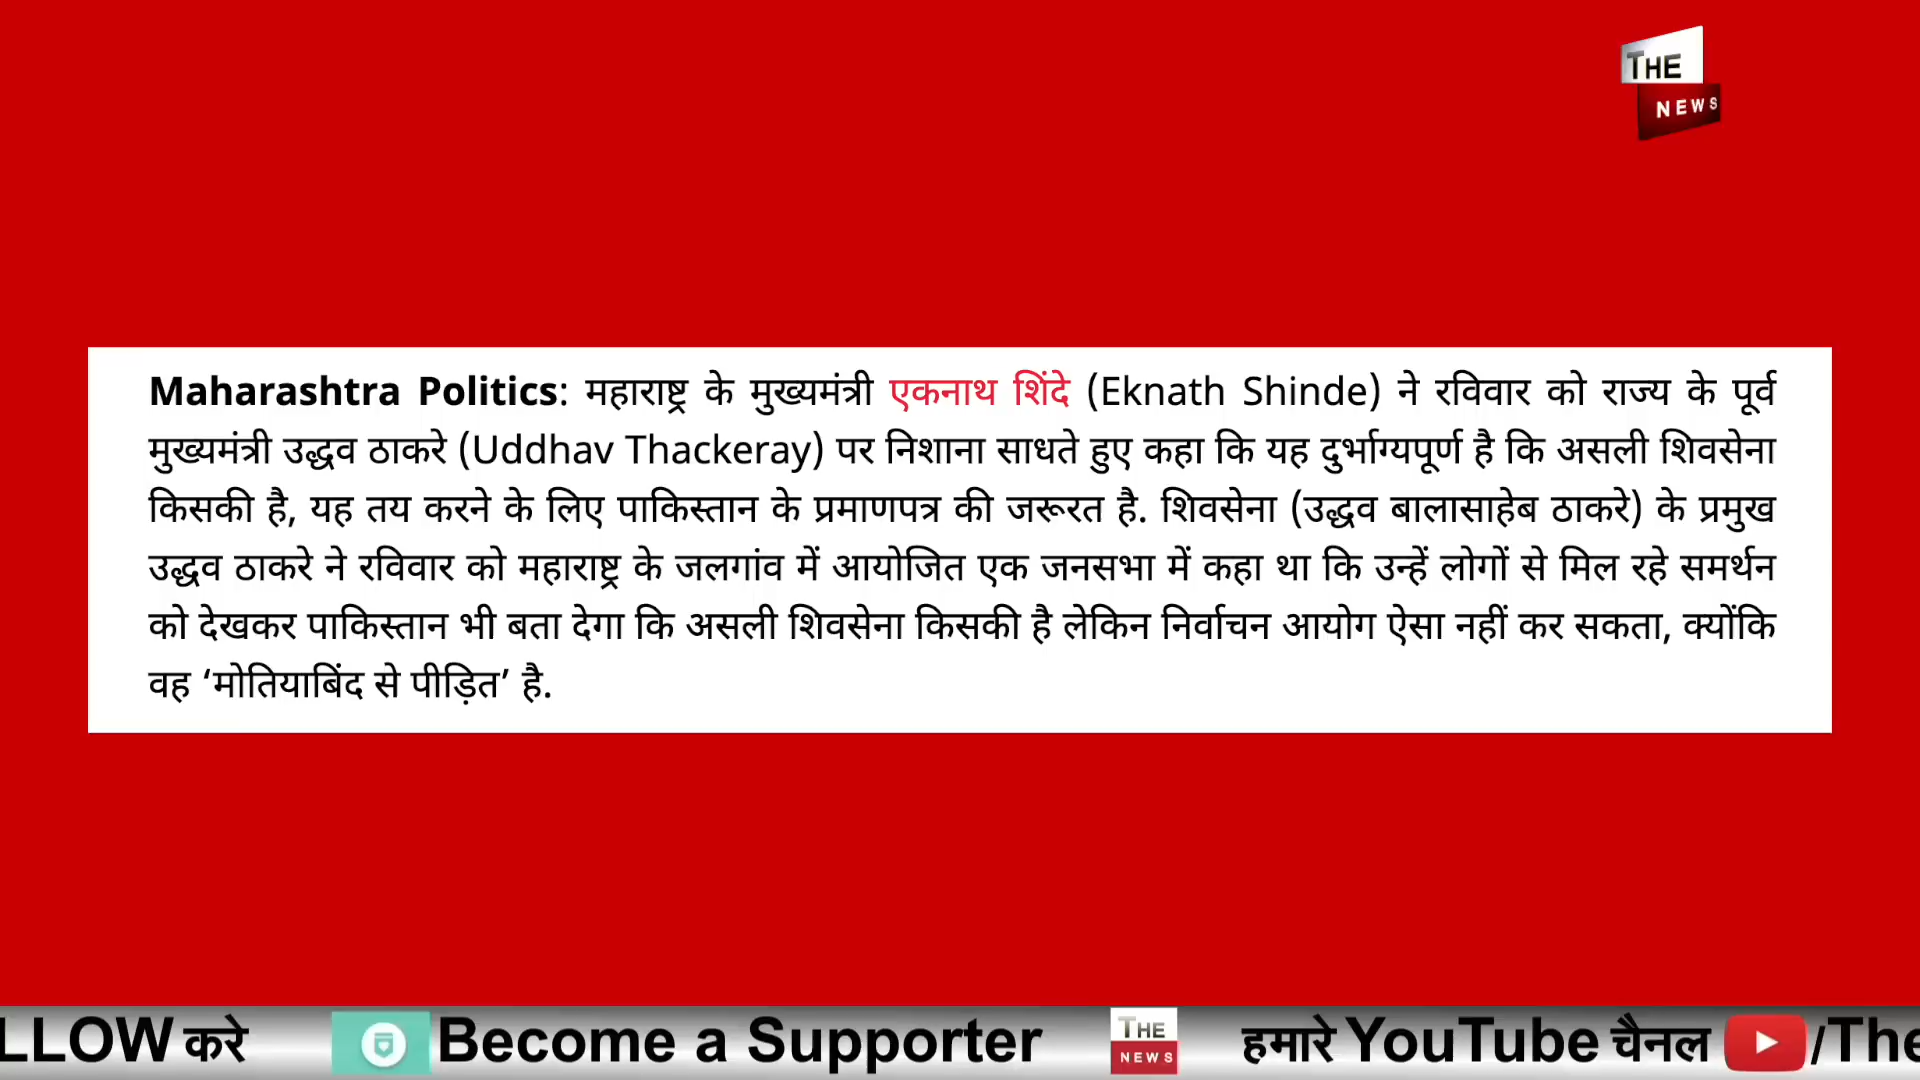 THE
NEWS
Maharashtra Politics: महाराष्ट्र के मुख्यमंत्री एकनाथ शिंदे (Eknath Shinde) ने रविवार को राज्य के पूर्व
मुख्यमंत्री उद्धव ठाकरे (Uddhav Thackeray) पर निशाना साधते हुए कहा कि यह दुर्भाग्यपूर्ण है कि असली शिवसेना
किसकी है, यह तय करने के लिए पाकिस्तान के प्रमाणपत्र की जरूरत है. शिवसेना (उद्धव बालासाहेब ठाकरे) के प्रमुख
उद्धव ठाकरे ने रविवार को महाराष्ट्र के जलगांव में आयोजित एक जनसभा में कहा था कि उन्हें लोगों से मिल रहे समर्थन
को देखकर पाकिस्तान भी बता देगा कि असली शिवसेना किसकी है लेकिन निर्वाचन आयोग ऐसा नहीं कर सकता, क्योंकि
वह ‘मोतियाबिंद से पीड़ित’ है.
LLOW करे Become a Supporter THE NEWS हमारे YouTube चैनल /The